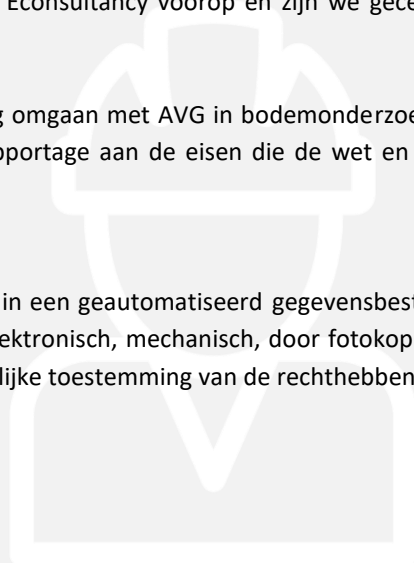 Econsultancy voorop en zijn we gece
g omgaan met AVG in bodemonderzoe
pportage aan de eisen die de wet en
in een geautomatiseerd gegevensbest
ektronisch, mechanisch, door fotokop
lijke toestemming van de rechthebben